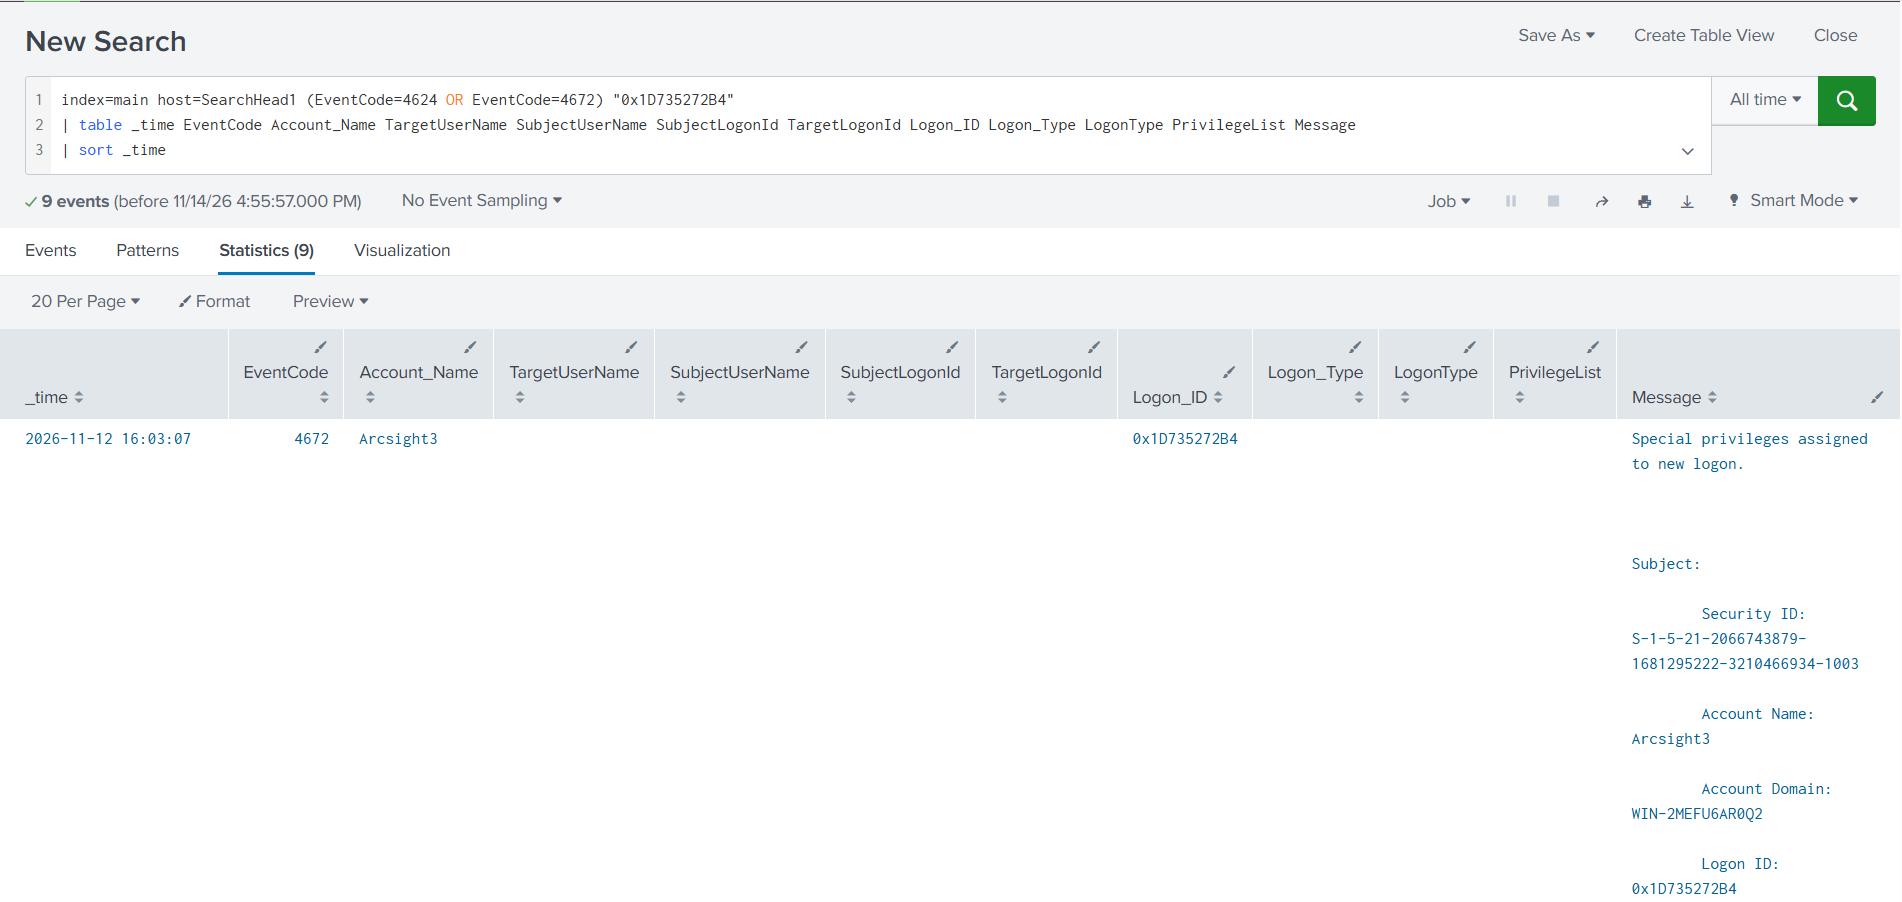 New Search
Save As
Create Table View
Close
1 index=main host=SearchHead1 (EventCode=4624 OR EventCode=4672) "0x1D735272B4"
2 | table _time EventCode Account_Name TargetUserName SubjectUserName SubjectLogonId TargetLogonId Logon_ID Logon_Type LogonType PrivilegeList Message
3 | sort _time
All time
9 events (before 11/14/26 4:55:57.000 PM)
No Event Sampling
Job
Smart Mode
Events
Patterns
Statistics (9)
Visualization
20 Per Page
Format
Preview
_time
EventCode
Account_Name
TargetUserName
SubjectUserName
SubjectLogonId
TargetLogonId
Logon_ID
Logon_Type
LogonType
PrivilegeList
Message
2026-11-12 16:03:07
4672
Arcsight3
0x1D735272B4
Special privileges assigned
to new logon.
Subject:
Security ID:
S-1-5-21-2066743879-
1681295222-3210466934-1003
Account Name:
Arcsight3
Account Domain:
WIN-2MEFU6AR0Q2
Logon ID:
0x1D735272B4